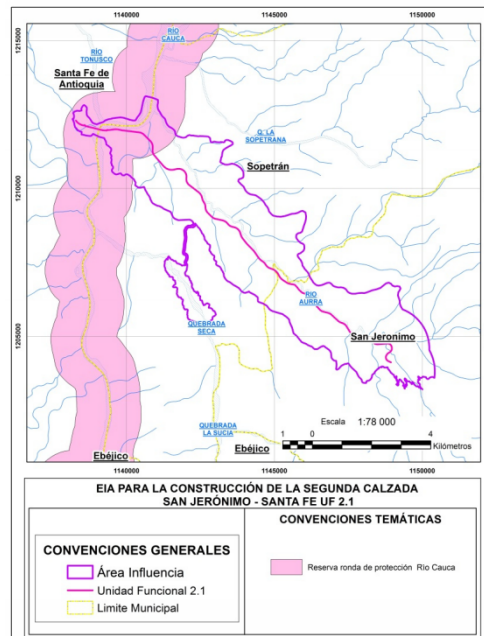 1140000 1145000 1150000
1215000
RÍO
CAUCA
RÍO
TONUSCO
Santa Fe de
Antioquia
Q. LA
SOPETRANA
Sopetrán
1210000
RÍO
AURRA
QUEBRADA
SECA
San Jeronimo
1205000
QUEBRADA
LA SUCIA
Escala 1:78 000
1 0 4
Kilómetros
Ebéjico Ebéjico
1140000 1145000 1150000
EIA PARA LA CONSTRUCCIÓN DE LA SEGUNDA CALZADA
SAN JERÓNIMO - SANTA FE UF 2.1
CONVENCIONES GENERALES
Área Influencia
Unidad Funcional 2.1
Limite Municipal
CONVENCIONES TEMÁTICAS
Reserva ronda de protección Río Cauca